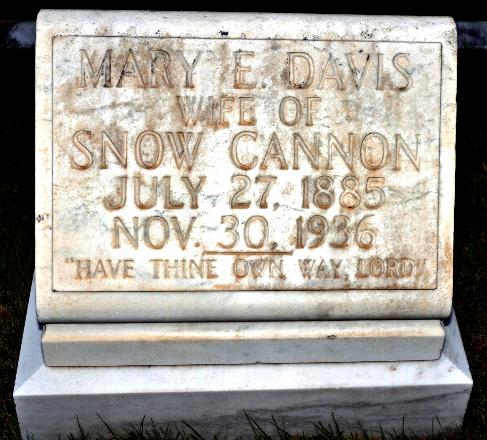 MARY E. DAVIS
WIFE OF
SNOW CANNON
JULY 27, 1885
NOV. 30, 1936
"HAVE THINE OWN WAY, LORD"